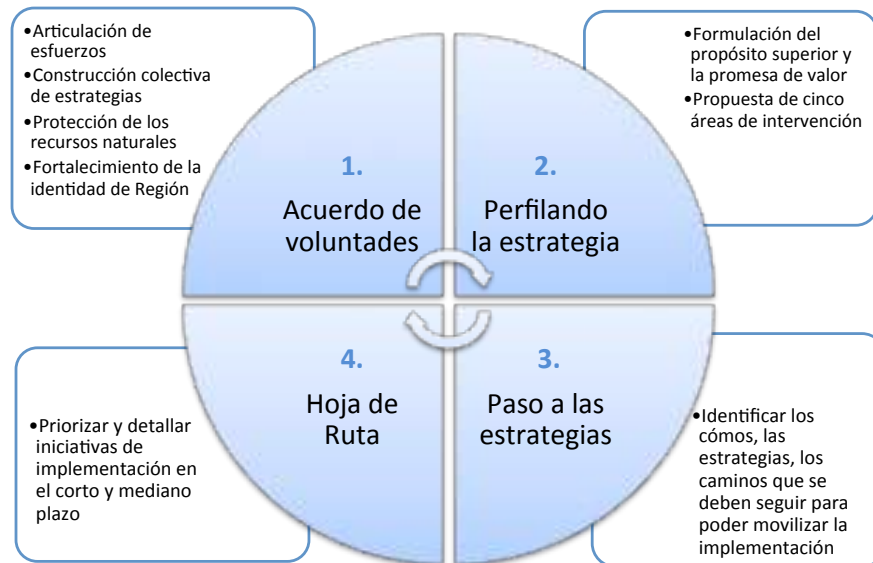 •Articulación de
esfuerzos
•Construcción colectiva
de estrategias
•Protección de los
recursos naturales
•Fortalecimiento de la
identidad de Región
•Formulación del
propósito superior y
la promesa de valor
•Propuesta de cinco
áreas de intervención
1.
Acuerdo de
voluntades
2.
Perfilando
la estrategia
4.
Hoja de
Ruta
3.
Paso a las
estrategias
•Priorizar y detallar
iniciativas de
implementación en
el corto y mediano
plazo
•Identificar los
cómos, las
estrategias, los
caminos que se
deben seguir para
poder movilizar la
implementación